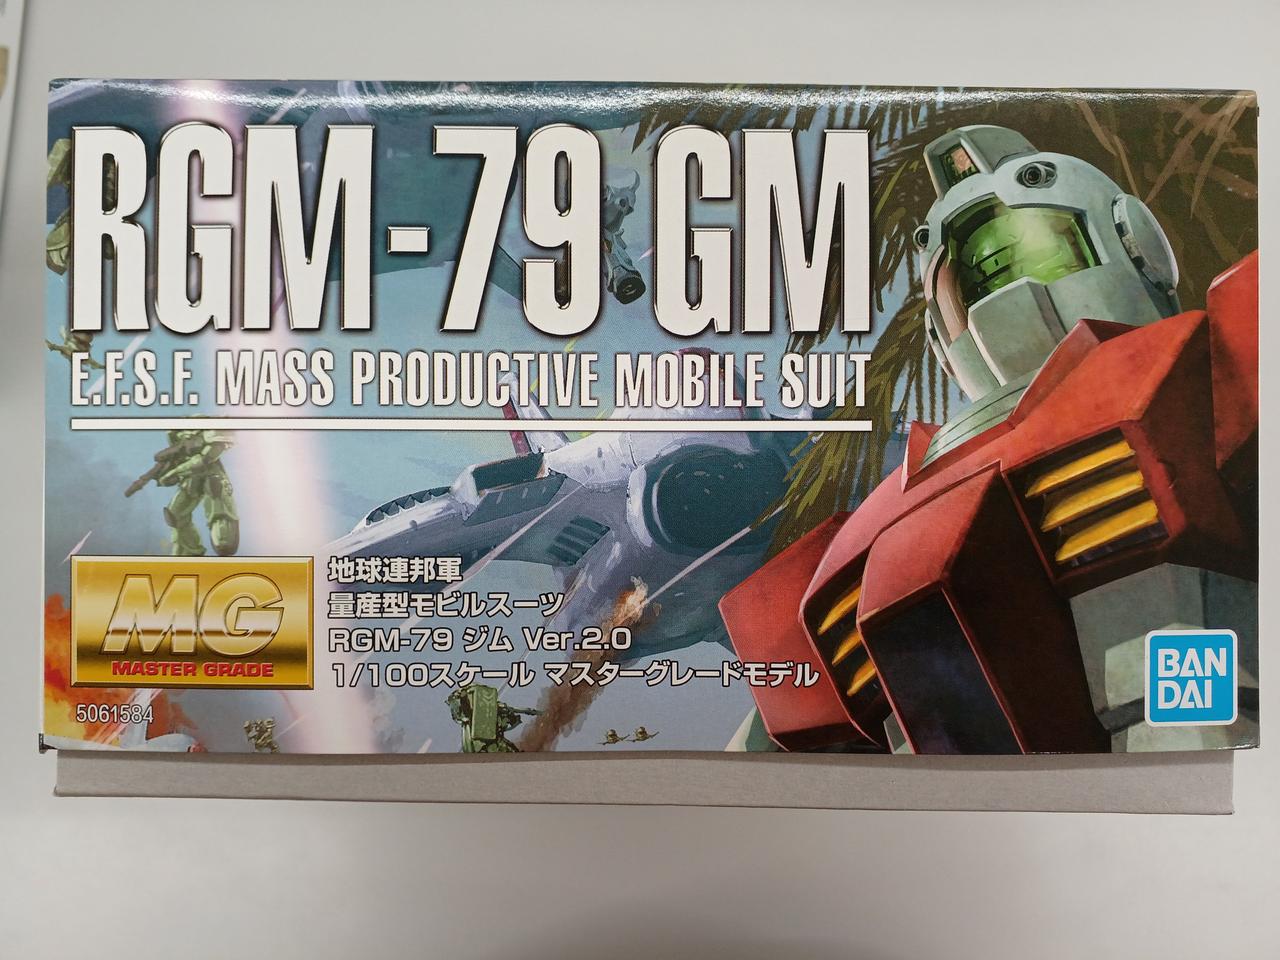 RGM-79 GM
E.F.S.F. MASS PRODUCTIVE MOBILE SUIT
MG
MASTER GRADE
地球連邦軍
量産型モビルスーツ
RGM-79 ジム Ver.2.0
1/100スケール マスターグレードモデル
5061584
BAN
DAI